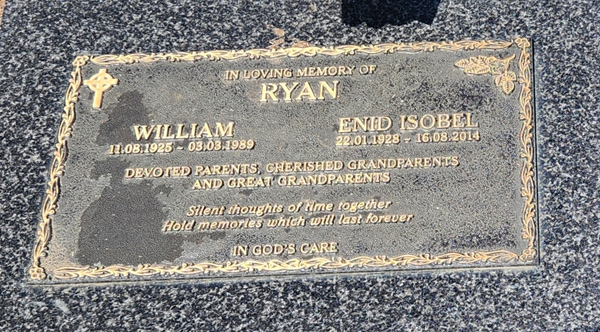 IN LOVING MEMORY OF
RYAN
WILLIAM
11.08.1925 - 03.03.1989
ENID ISOBEL
22.01.1928 - 16.08.2014
DEVOTED PARENTS, CHERISHED GRANDPARENTS
AND GREAT GRANDPARENTS
Silent thoughts of time together
Hold memories which will last forever
IN GOD'S CARE